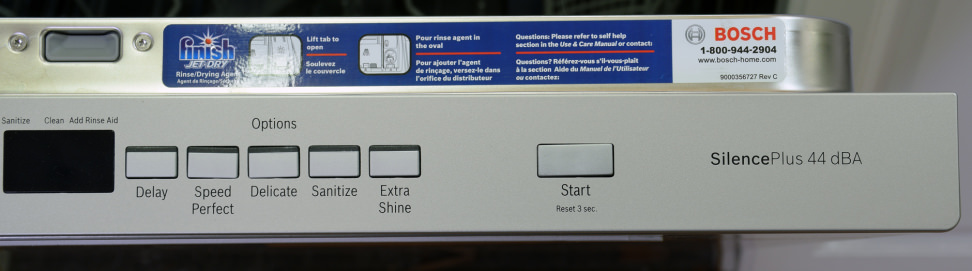 finish
JET-DRY
Rinse/Drying Agent
Agent de Rinçage/Séchage
Lift tab to
open
Soulevez
le couvercle
Pour rinse agent in
the oval
Pour ajouter l'agent
de rinçage, versez-le dans
l'orifice du distributeur
Questions: Please refer to self help
section in the Use & Care Manual or contact:
Questions? Référez-vous s'il-vous-plaît
à la section Aide du Manuel de l'Utilisateur
ou contactez:
BOSCH
1-800-944-2904
www.bosch-home.com
9000356727 Rev C
Sanitize Clean Add Rinse Aid
Options
Delay
Speed
Perfect
Delicate
Sanitize
Extra
Shine
Start
Reset 3 sec.
SilencePlus 44 dBA